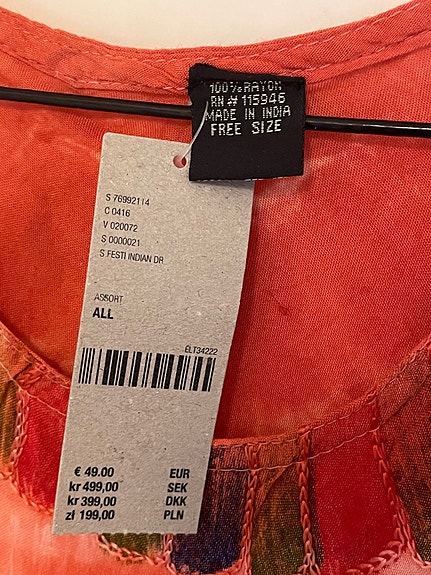 100% RAYON
RN # 115946
MADE IN INDIA
FREE SIZE
S 76992114
C 0416
V 020072
S 0000021
S FESTI INDIAN DR
ASSORT
ALL
ELT34222
€ 49.00 EUR
kr 499,00 SEK
kr 399,00 DKK
zł 199,00 PLN